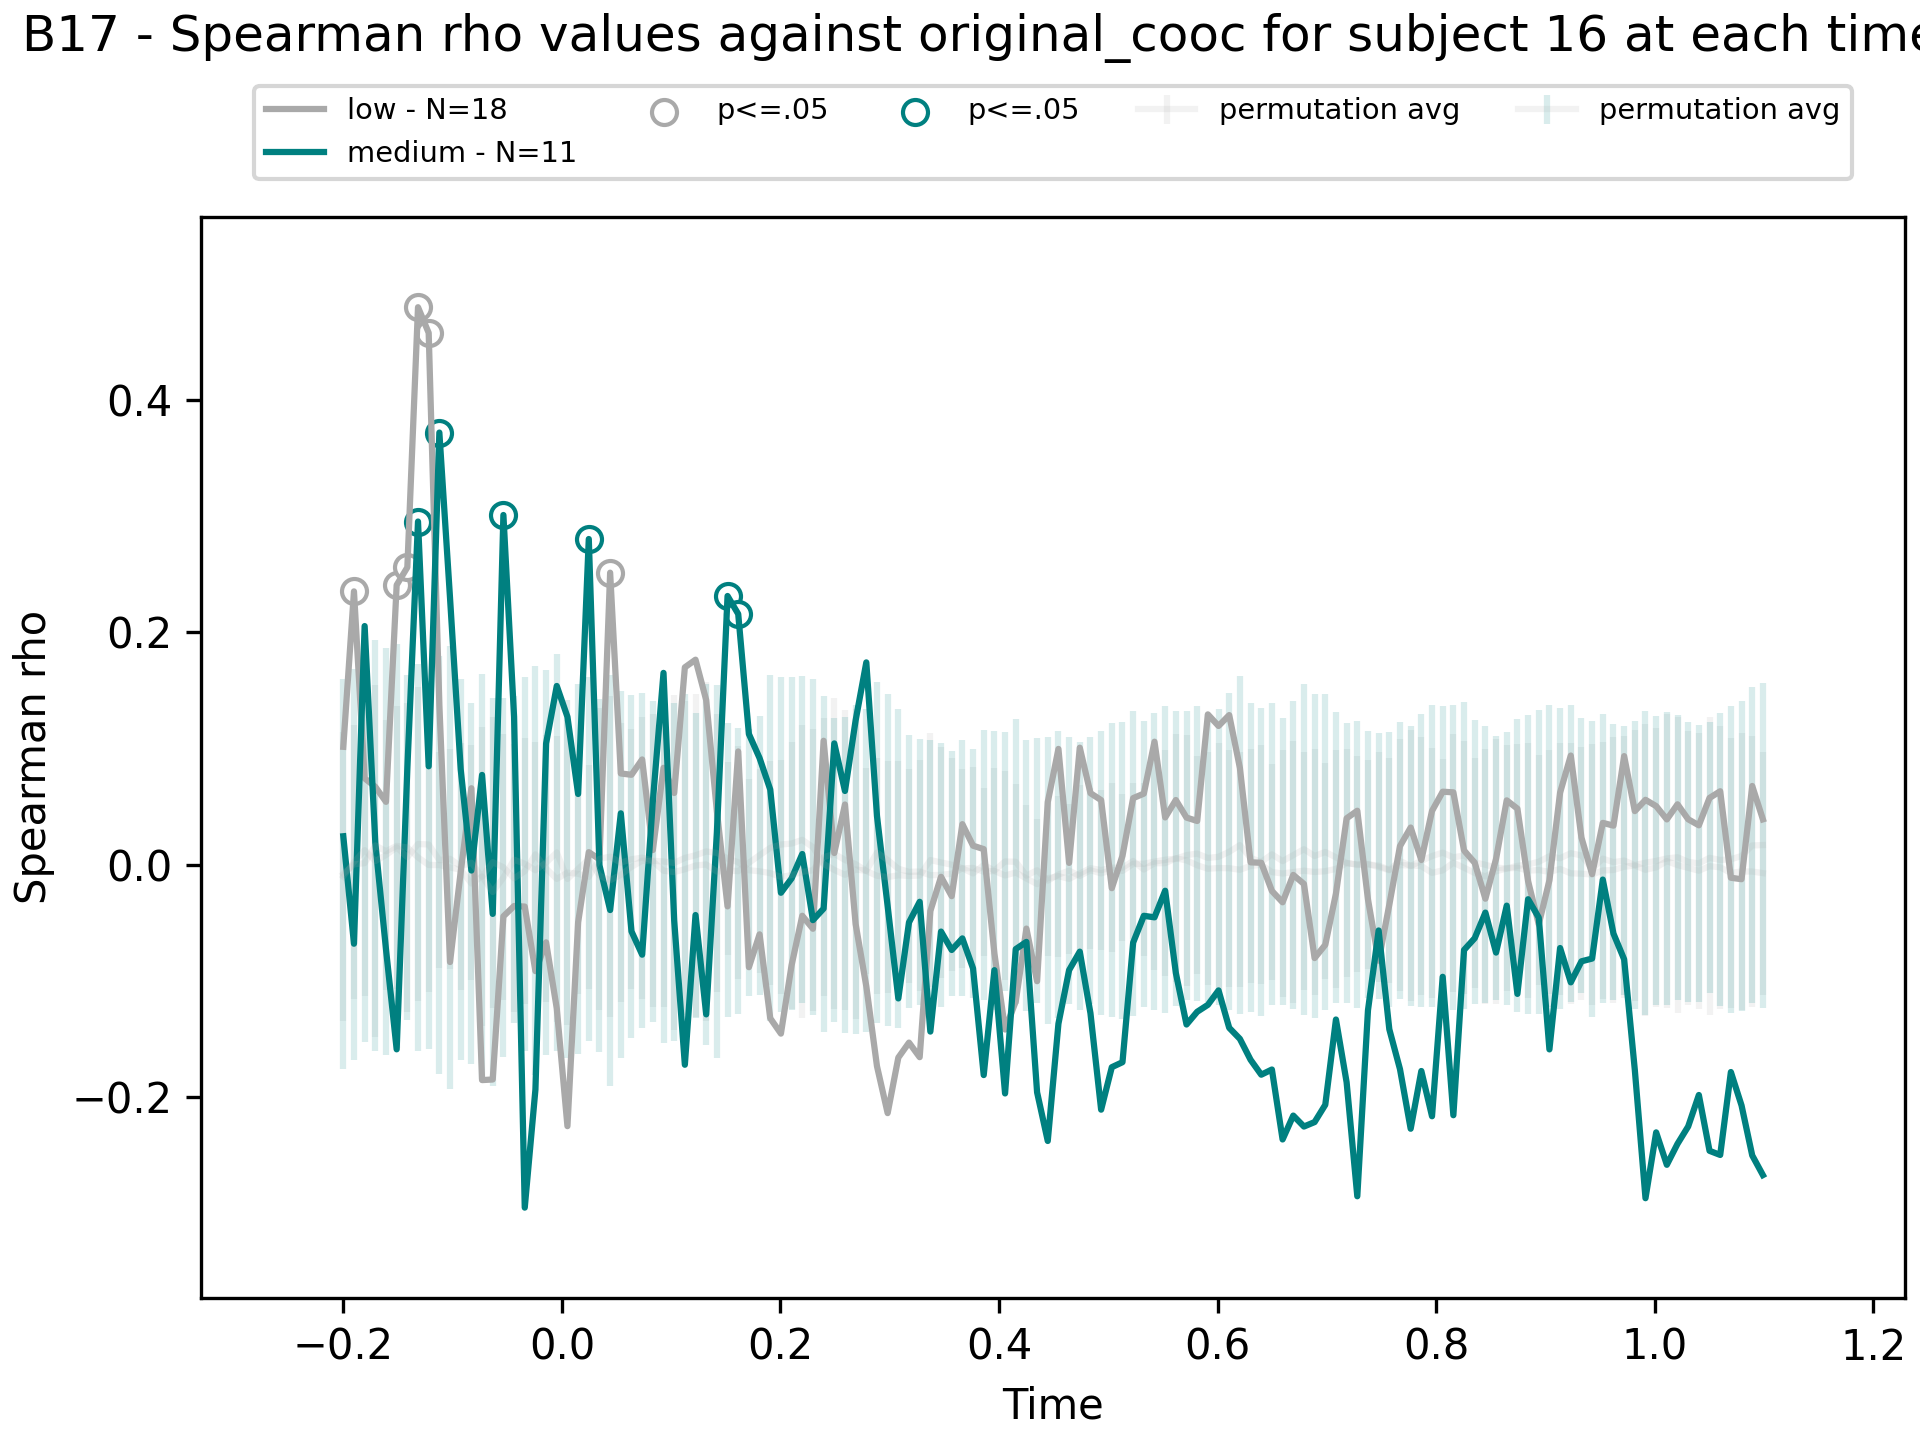 B17 - Spearman rho values against original_cooc for subject 16 at each time
low - N=18
medium - N=11
p<=.05
p<=.05
permutation avg
permutation avg
Spearman rho
0.4
0.2
0.0
−0.2
−0.2
0.0
0.2
0.4
0.6
0.8
1.0
1.2
Time